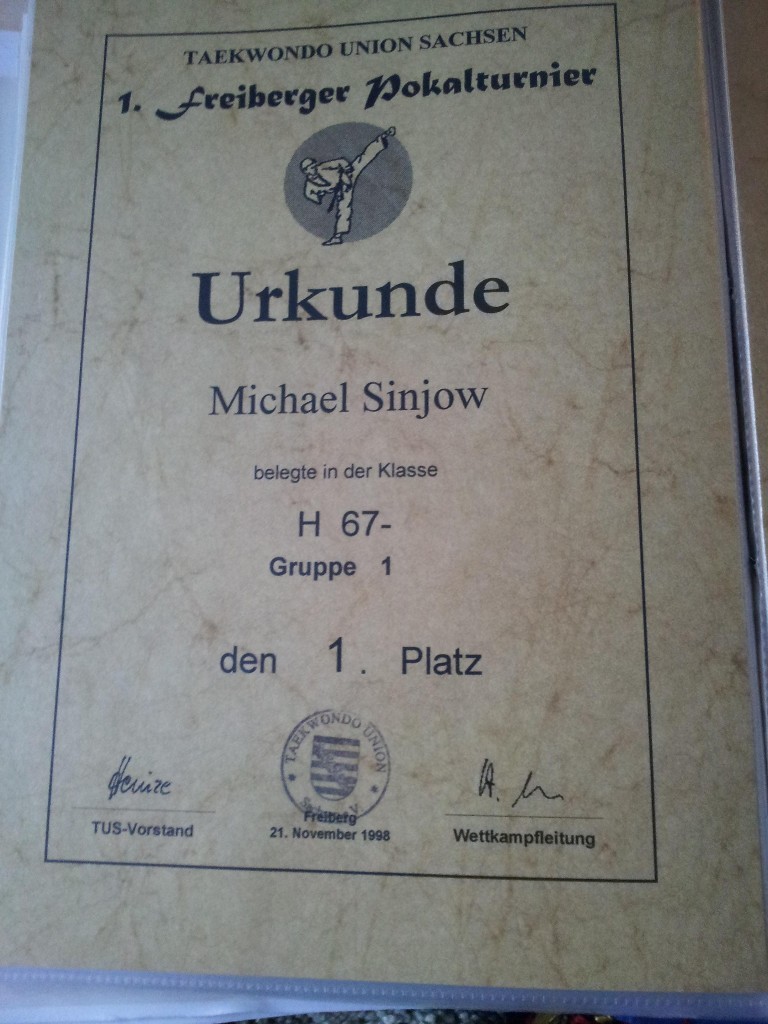 TAEKWONDO UNION SACHSEN
1. Freiberger Pokalturnier
Urkunde
Michael Sinjow
belegte in der Klasse
H 67-
Gruppe 1
den 1. Platz
TAEKWONDO UNION
Freiberg
21. November 1998
TUS-Vorstand
Wettkampfleitung